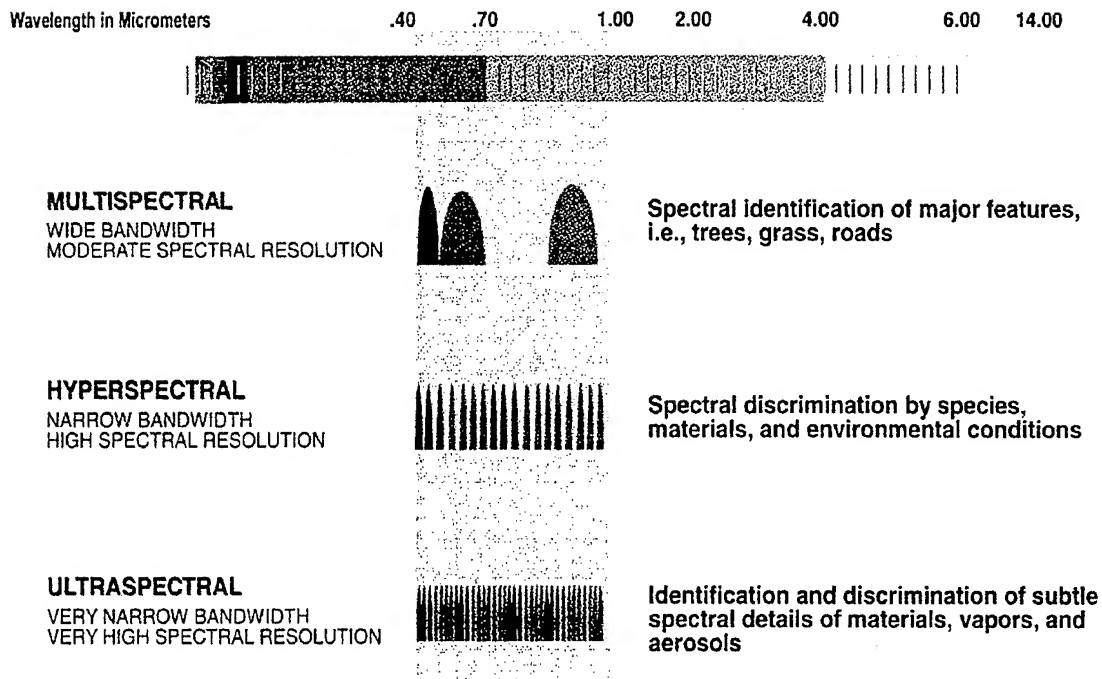 Wavelength in Micrometers .40 .70 1.00 2.00 4.00 6.00 14.00
MULTISPECTRAL
WIDE BANDWIDTH
MODERATE SPECTRAL RESOLUTION
Spectral identification of major features,
i.e., trees, grass, roads
HYPERSPECTRAL
NARROW BANDWIDTH
HIGH SPECTRAL RESOLUTION
Spectral discrimination by species,
materials, and environmental conditions
ULTRASPECTRAL
VERY NARROW BANDWIDTH
VERY HIGH SPECTRAL RESOLUTION
Identification and discrimination of subtle
spectral details of materials, vapors, and
aerosols